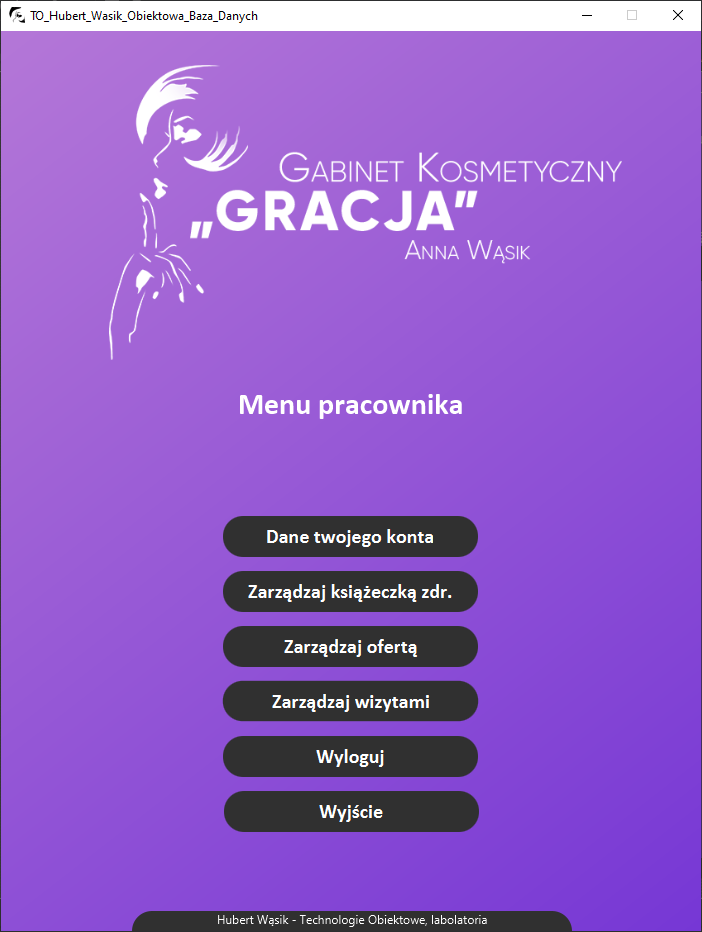 TO_Hubert_Wasik_Obiektowa_Baza_Danych
Gabinet Kosmetyczny
„GRACJA”
Anna Wąsik
Menu pracownika
Dane twojego konta
Zarządzaj książeczką zdr.
Zarządzaj ofertą
Zarządzaj wizytami
Wyloguj
Wyjście
Hubert Wąsik - Technologie Obiektowe, labolatoria